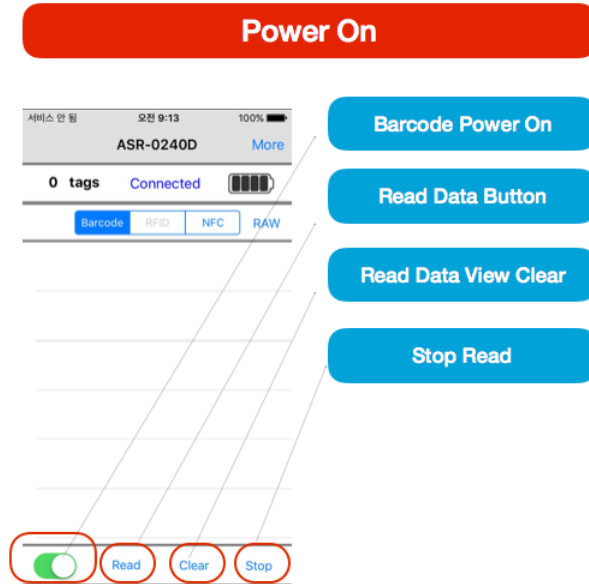 Power On
서비스 안 됨 오전 9:13 100%
ASR-0240D More
0 tags Connected
Barcode RFID NFC RAW
Barcode Power On
Read Data Button
Read Data View Clear
Stop Read
Read Clear Stop